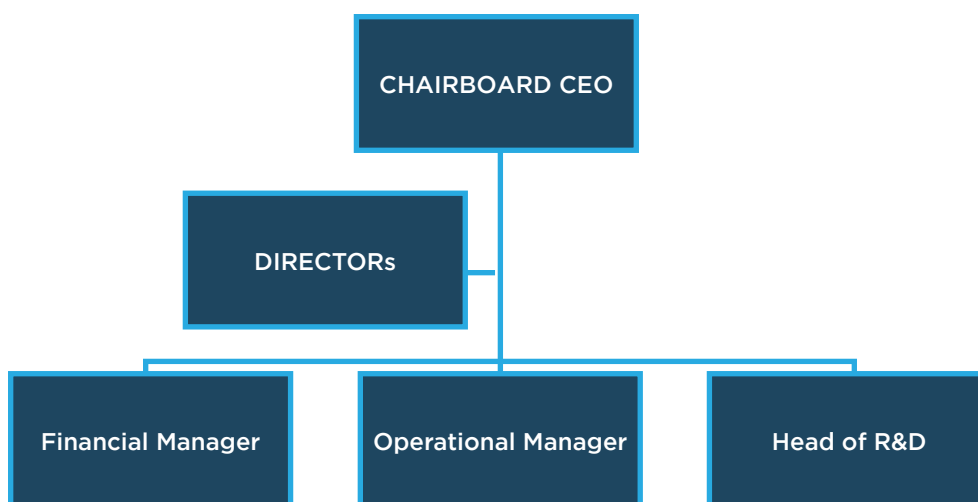 CHAIRBOARD CEO
DIRECTORs
Financial Manager
Operational Manager
Head of R&D